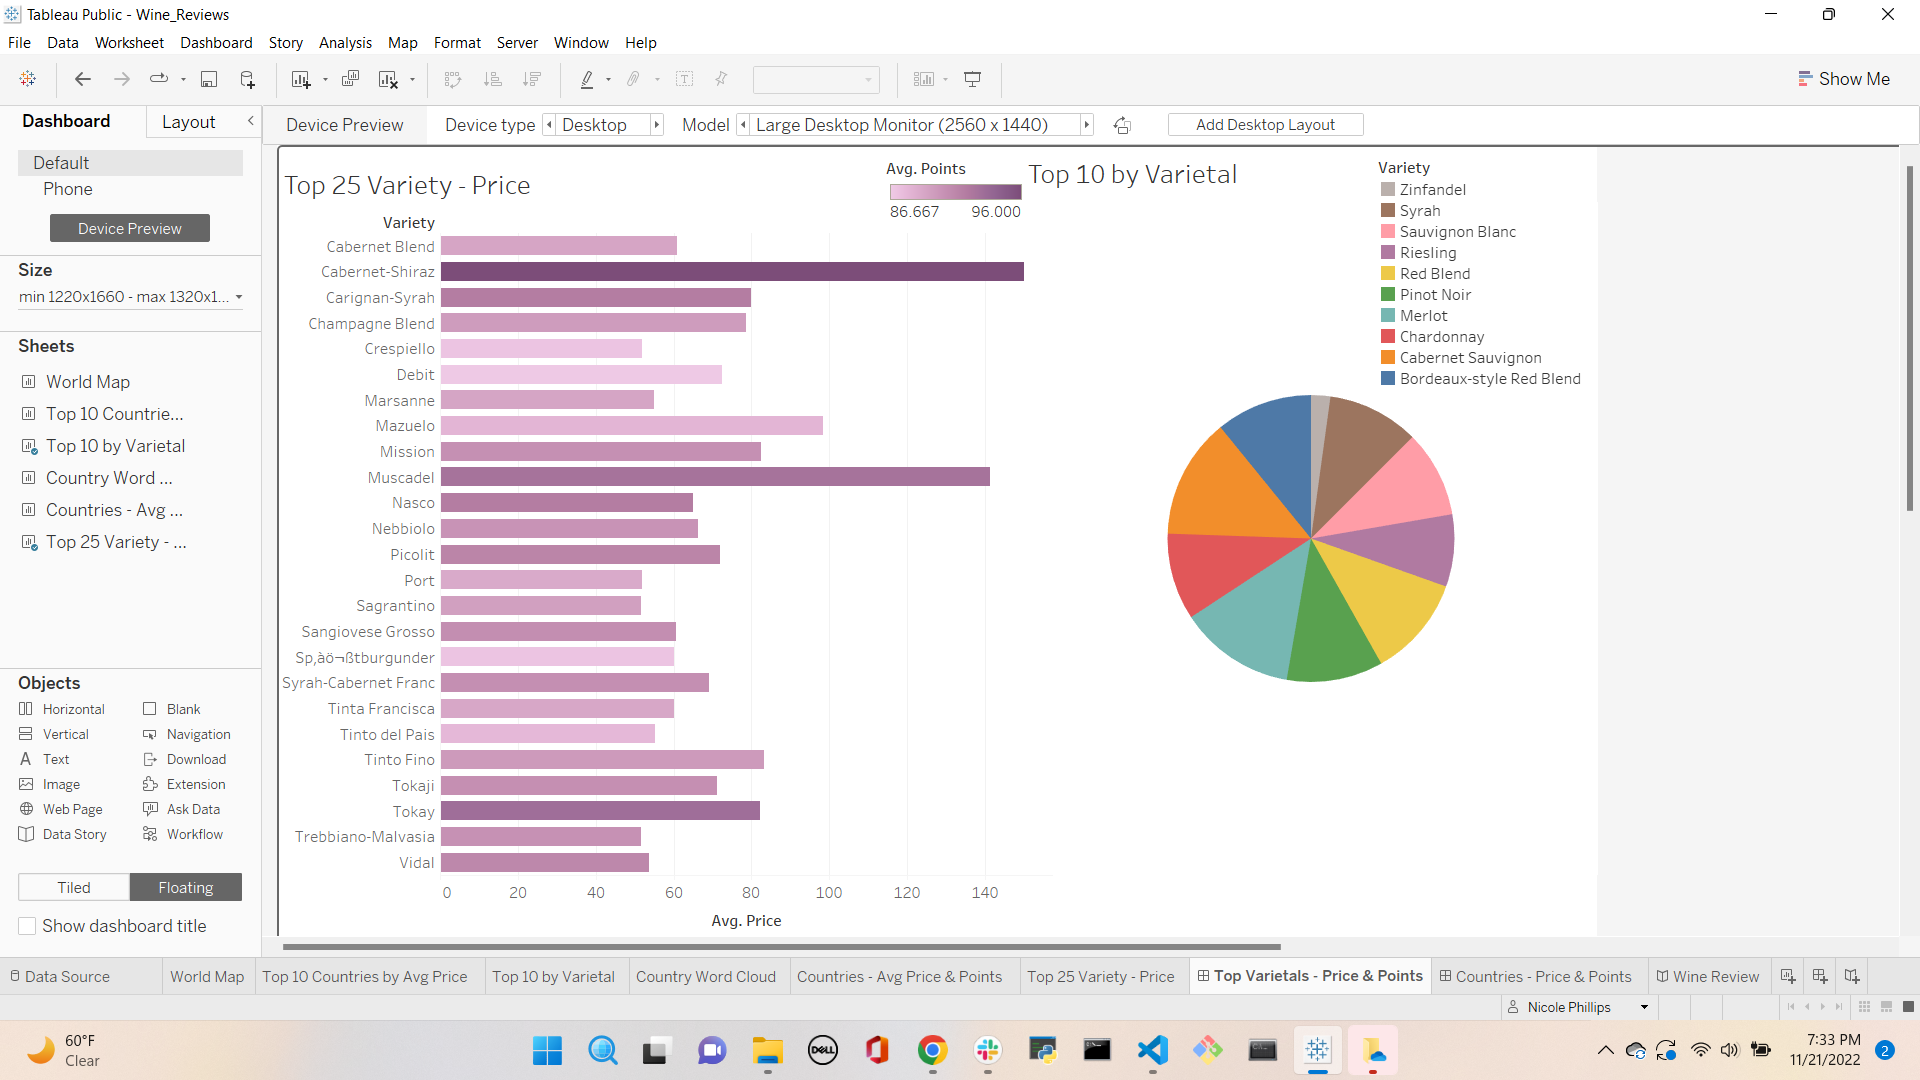 Tableau Public - Wine_Reviews
File Data Worksheet Dashboard Story Analysis Map Format Server Window Help
Show Me
Dashboard Layout
Device Preview Device type Desktop Model Large Desktop Monitor (2560 x 1440) Add Desktop Layout
Default
Phone
Device Preview
Size
min 1220x1660 - max 1320x1...
Sheets
World Map
Top 10 Countrie...
Top 10 by Varietal
Country Word ...
Countries - Avg ...
Top 25 Variety - ...
Objects
Horizontal Blank
Vertical Navigation
Text Download
Image Extension
Web Page Ask Data
Data Story Workflow
Tiled Floating
Show dashboard title
Top 25 Variety - Price
Avg. Points
86.667 96.000
Variety
Cabernet Blend
Cabernet-Shiraz
Carignan-Syrah
Champagne Blend
Crespiello
Debit
Marsanne
Mazuelo
Mission
Muscadel
Nasco
Nebbiolo
Picolit
Port
Sagrantino
Sangiovese Grosso
Sp‚àö¬ßtburgunder
Syrah-Cabernet Franc
Tinta Francisca
Tinto del Pais
Tinto Fino
Tokaji
Tokay
Trebbiano-Malvasia
Vidal
0 20 40 60 80 100 120 140
Avg. Price
Top 10 by Varietal
Variety
Zinfandel
Syrah
Sauvignon Blanc
Riesling
Red Blend
Pinot Noir
Merlot
Chardonnay
Cabernet Sauvignon
Bordeaux-style Red Blend
Data Source World Map Top 10 Countries by Avg Price Top 10 by Varietal Country Word Cloud Countries - Avg Price & Points Top 25 Variety - Price Top Varietals - Price & Points Countries - Price & Points Wine Review
Nicole Phillips
60°F
Clear
DELL
7:33 PM
11/21/2022
2